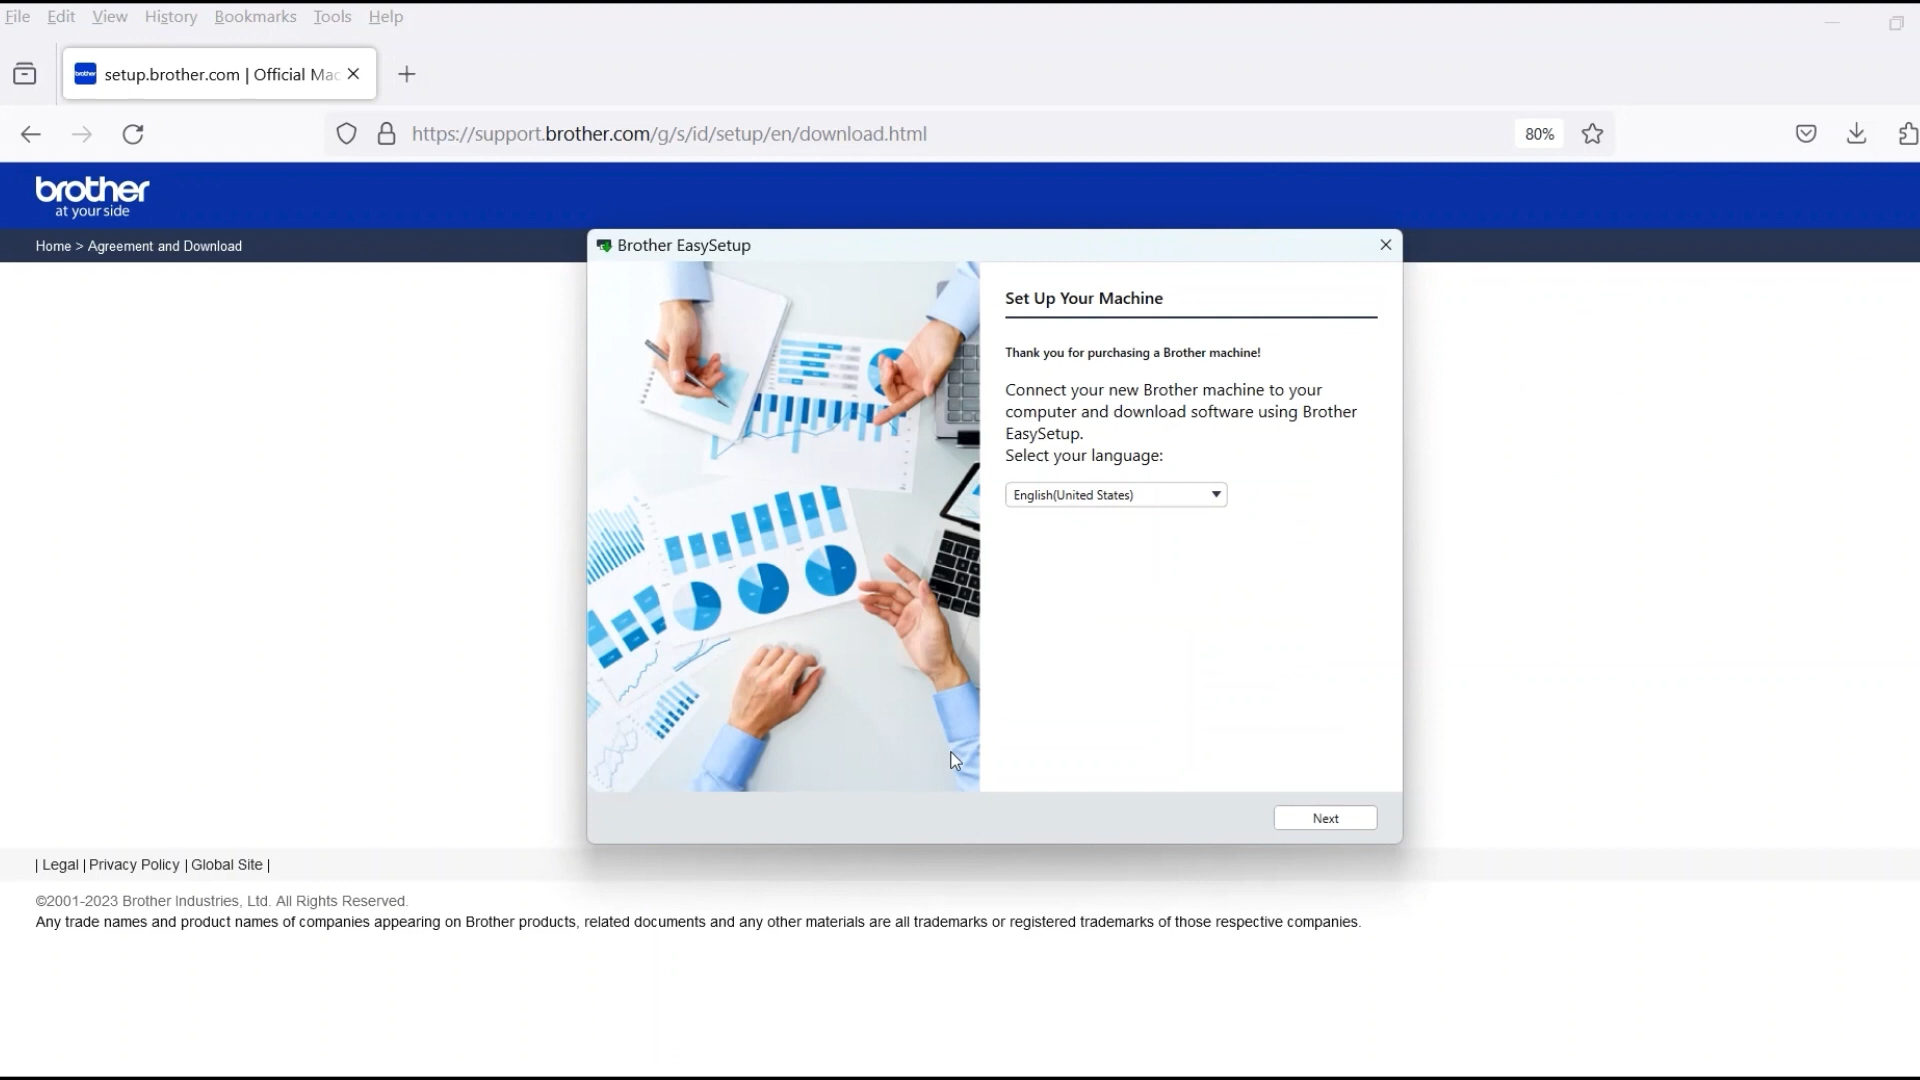 File Edit View History Bookmarks Tools Help
setup.brother.com | Official Mac
https://support.brother.com/g/s/id/setup/en/download.html
80%
brother
at your side
Home > Agreement and Download
Brother EasySetup
Set Up Your Machine
Thank you for purchasing a Brother machine!
Connect your new Brother machine to your
computer and download software using Brother
EasySetup.
Select your language:
English(United States)
Next
| Legal | Privacy Policy | Global Site |
©2001-2023 Brother Industries, Ltd. All Rights Reserved.
Any trade names and product names of companies appearing on Brother products, related documents and any other materials are all trademarks or registered trademarks of those respective companies.